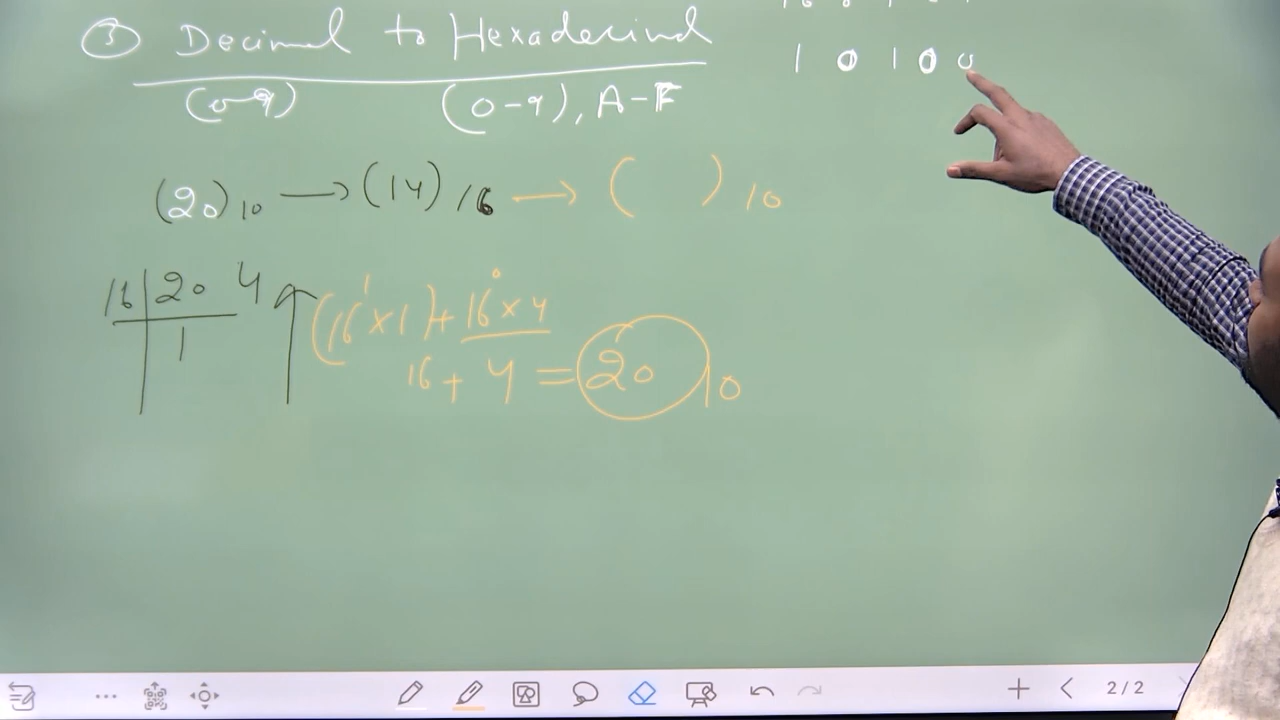 ③ Decimal to Hexadecimal
(0-9) (0-9), A-F
1 0 1 0 0
(20)10 → (14)16 → ( )10
16 20 4
1
(16¹×1)+16⁰×4
16 + 4 = 20 10
2/2